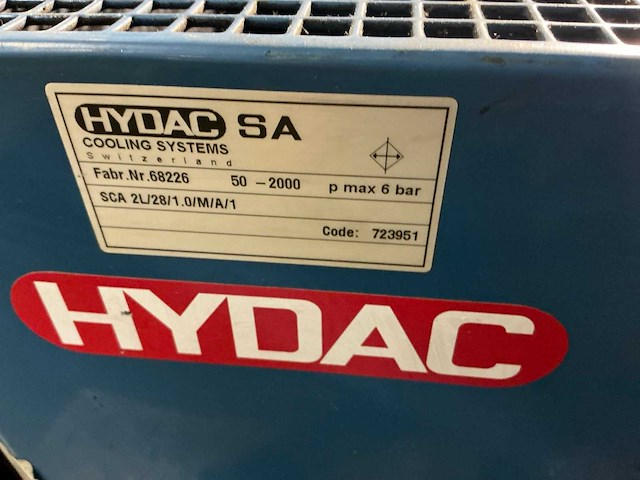 HYDAC SA
COOLING SYSTEMS
Switzerland
Fabr.Nr.68226 50 -2000 p max 6 bar
SCA 2L/28/1.0/M/A/1
Code: 723951
HYDAC